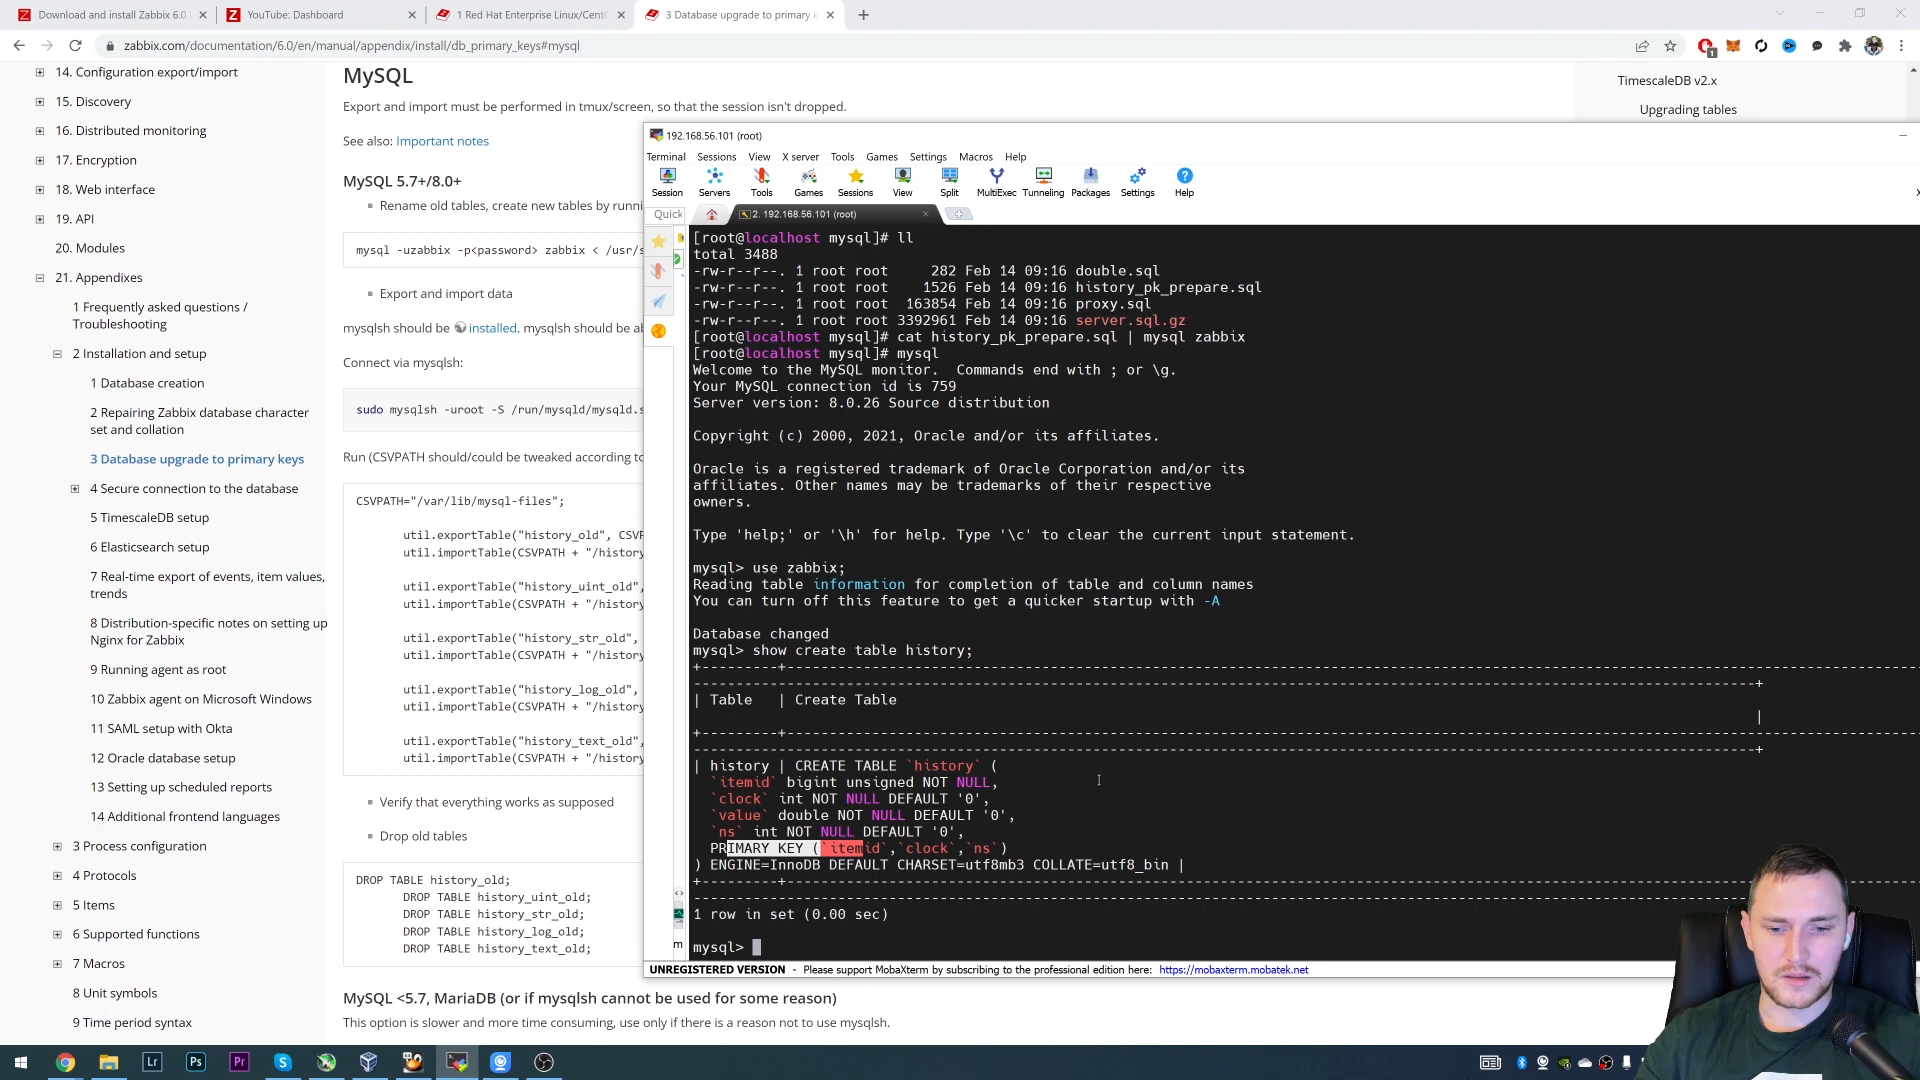 Download and install Zabbix 6.0
YouTube: Dashboard
1 Red Hat Enterprise Linux/Cent
3 Database upgrade to primary k
zabbix.com/documentation/6.0/en/manual/appendix/install/db_primary_keys#mysql
14. Configuration export/import
15. Discovery
16. Distributed monitoring
17. Encryption
18. Web interface
19. API
20. Modules
21. Appendixes
1 Frequently asked questions /
Troubleshooting
2 Installation and setup
1 Database creation
2 Repairing Zabbix database character
set and collation
3 Database upgrade to primary keys
4 Secure connection to the database
5 TimescaleDB setup
6 Elasticsearch setup
7 Real-time export of events, item values,
trends
8 Distribution-specific notes on setting up
Nginx for Zabbix
9 Running agent as root
10 Zabbix agent on Microsoft Windows
11 SAML setup with Okta
12 Oracle database setup
13 Setting up scheduled reports
14 Additional frontend languages
3 Process configuration
4 Protocols
5 Items
6 Supported functions
7 Macros
8 Unit symbols
9 Time period syntax
MySQL
Export and import must be performed in tmux/screen, so that the session isn't dropped.
See also: Important notes
MySQL 5.7+/8.0+
Rename old tables, create new tables by runni
mysql -uzabbix -p<password> zabbix < /usr/s
Export and import data
mysqlsh should be installed. mysqlsh should be a
Connect via mysqlsh:
sudo mysqlsh -uroot -S /run/mysqld/mysqld.s
Run (CSVPATH should/could be tweaked according to
CSVPATH="/var/lib/mysql-files";
util.exportTable("history_old", CSVP
util.importTable(CSVPATH + "/history
util.exportTable("history_uint_old",
util.importTable(CSVPATH + "/history
util.exportTable("history_str_old",
util.importTable(CSVPATH + "/history
util.exportTable("history_log_old",
util.importTable(CSVPATH + "/history
util.exportTable("history_text_old",
util.importTable(CSVPATH + "/history
Verify that everything works as supposed
Drop old tables
DROP TABLE history_old;
DROP TABLE history_uint_old;
DROP TABLE history_str_old;
DROP TABLE history_log_old;
DROP TABLE history_text_old;
MySQL <5.7, MariaDB (or if mysqlsh cannot be used for some reason)
This option is slower and more time consuming, use only if there is a reason not to use mysqlsh.
TimescaleDB v2.x
Upgrading tables
192.168.56.101 (root)
Terminal Sessions View X server Tools Games Settings Macros Help
Session Servers Tools Games Sessions View Split MultiExec Tunneling Packages Settings Help
Quick
2. 192.168.56.101 (root)
[root@localhost mysql]# ll
total 3488
-rw-r--r--. 1 root root     282 Feb 14 09:16 double.sql
-rw-r--r--. 1 root root    1526 Feb 14 09:16 history_pk_prepare.sql
-rw-r--r--. 1 root root  163854 Feb 14 09:16 proxy.sql
-rw-r--r--. 1 root root 3392961 Feb 14 09:16 server.sql.gz
[root@localhost mysql]# cat history_pk_prepare.sql | mysql zabbix
[root@localhost mysql]# mysql
Welcome to the MySQL monitor.  Commands end with ; or \g.
Your MySQL connection id is 759
Server version: 8.0.26 Source distribution
Copyright (c) 2000, 2021, Oracle and/or its affiliates.
Oracle is a registered trademark of Oracle Corporation and/or its
affiliates. Other names may be trademarks of their respective
owners.
Type 'help;' or '\h' for help. Type '\c' to clear the current input statement.
mysql> use zabbix;
Reading table information for completion of table and column names
You can turn off this feature to get a quicker startup with -A
Database changed
mysql> show create table history;
| Table   | Create Table
|
| history | CREATE TABLE `history` (
`itemid` bigint unsigned NOT NULL,
`clock` int NOT NULL DEFAULT '0',
`value` double NOT NULL DEFAULT '0',
`ns` int NOT NULL DEFAULT '0',
PRIMARY KEY (`itemid`,`clock`,`ns`)
) ENGINE=InnoDB DEFAULT CHARSET=utf8mb3 COLLATE=utf8_bin |
1 row in set (0.00 sec)
mysql>
UNREGISTERED VERSION - Please support MobaXterm by subscribing to the professional edition here: https://mobaxterm.mobatek.net